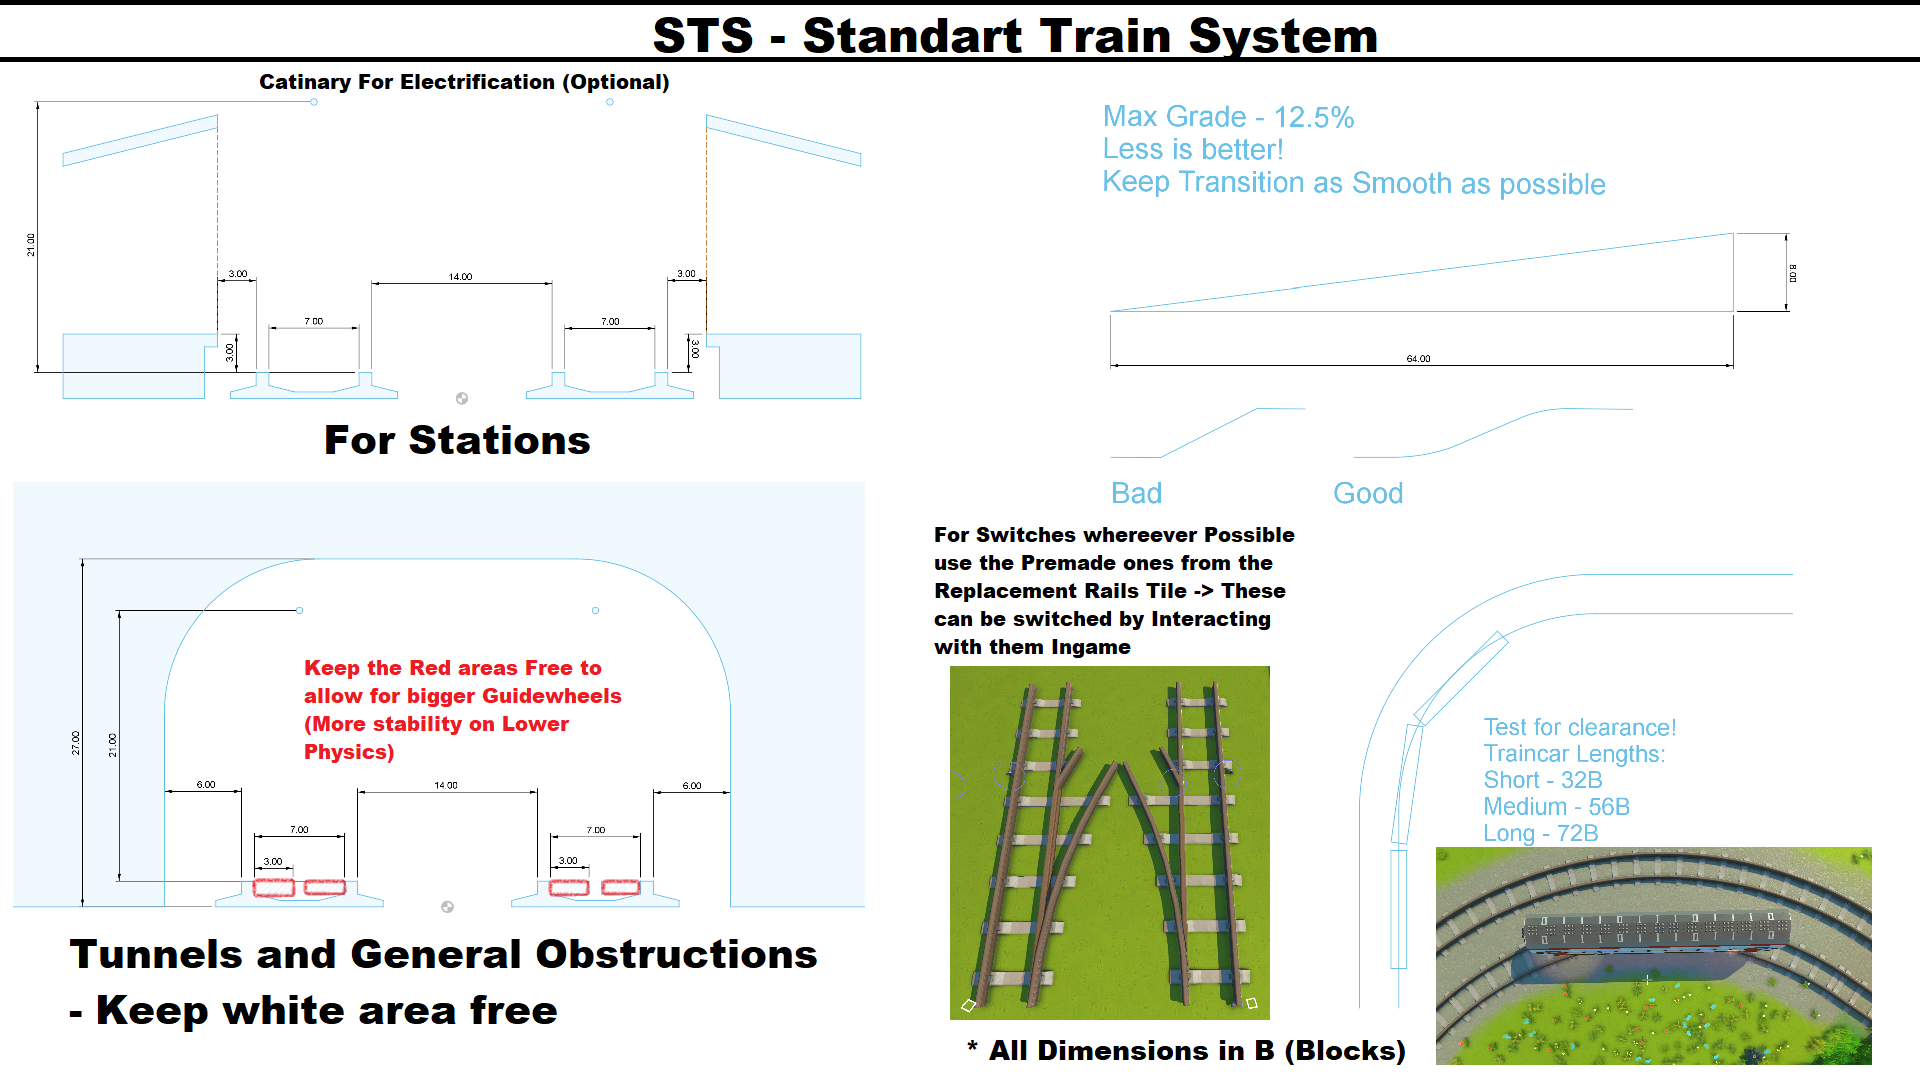 STS - Standart Train System
Catinary For Electrification (Optional)
21.00
3.00
14.00
3.00
7.00
7.00
3.00
3.00
For Stations
Max Grade - 12.5%
Less is better!
Keep Transition as Smooth as possible
8.00
64.00
Bad
Good
27.00
21.00
Keep the Red areas Free to
allow for bigger Guidewheels
(More stability on Lower
Physics)
6.00
14.00
6.00
7.00
7.00
3.00
3.00
Tunnels and General Obstructions
- Keep white area free
For Switches whereever Possible
use the Premade ones from the
Replacement Rails Tile -> These
can be switched by Interacting
with them Ingame
Test for clearance!
Traincar Lengths:
Short - 32B
Medium - 56B
Long - 72B
* All Dimensions in B (Blocks)